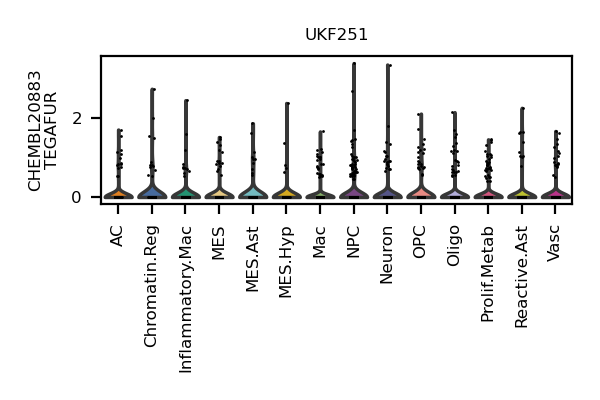 UKF251
CHEMBL20883
TEGAFUR
2
0
AC
Chromatin.Reg
Inflammatory.Mac
MES
MES.Ast
MES.Hyp
Mac
NPC
Neuron
OPC
Oligo
Prolif.Metab
Reactive.Ast
Vasc